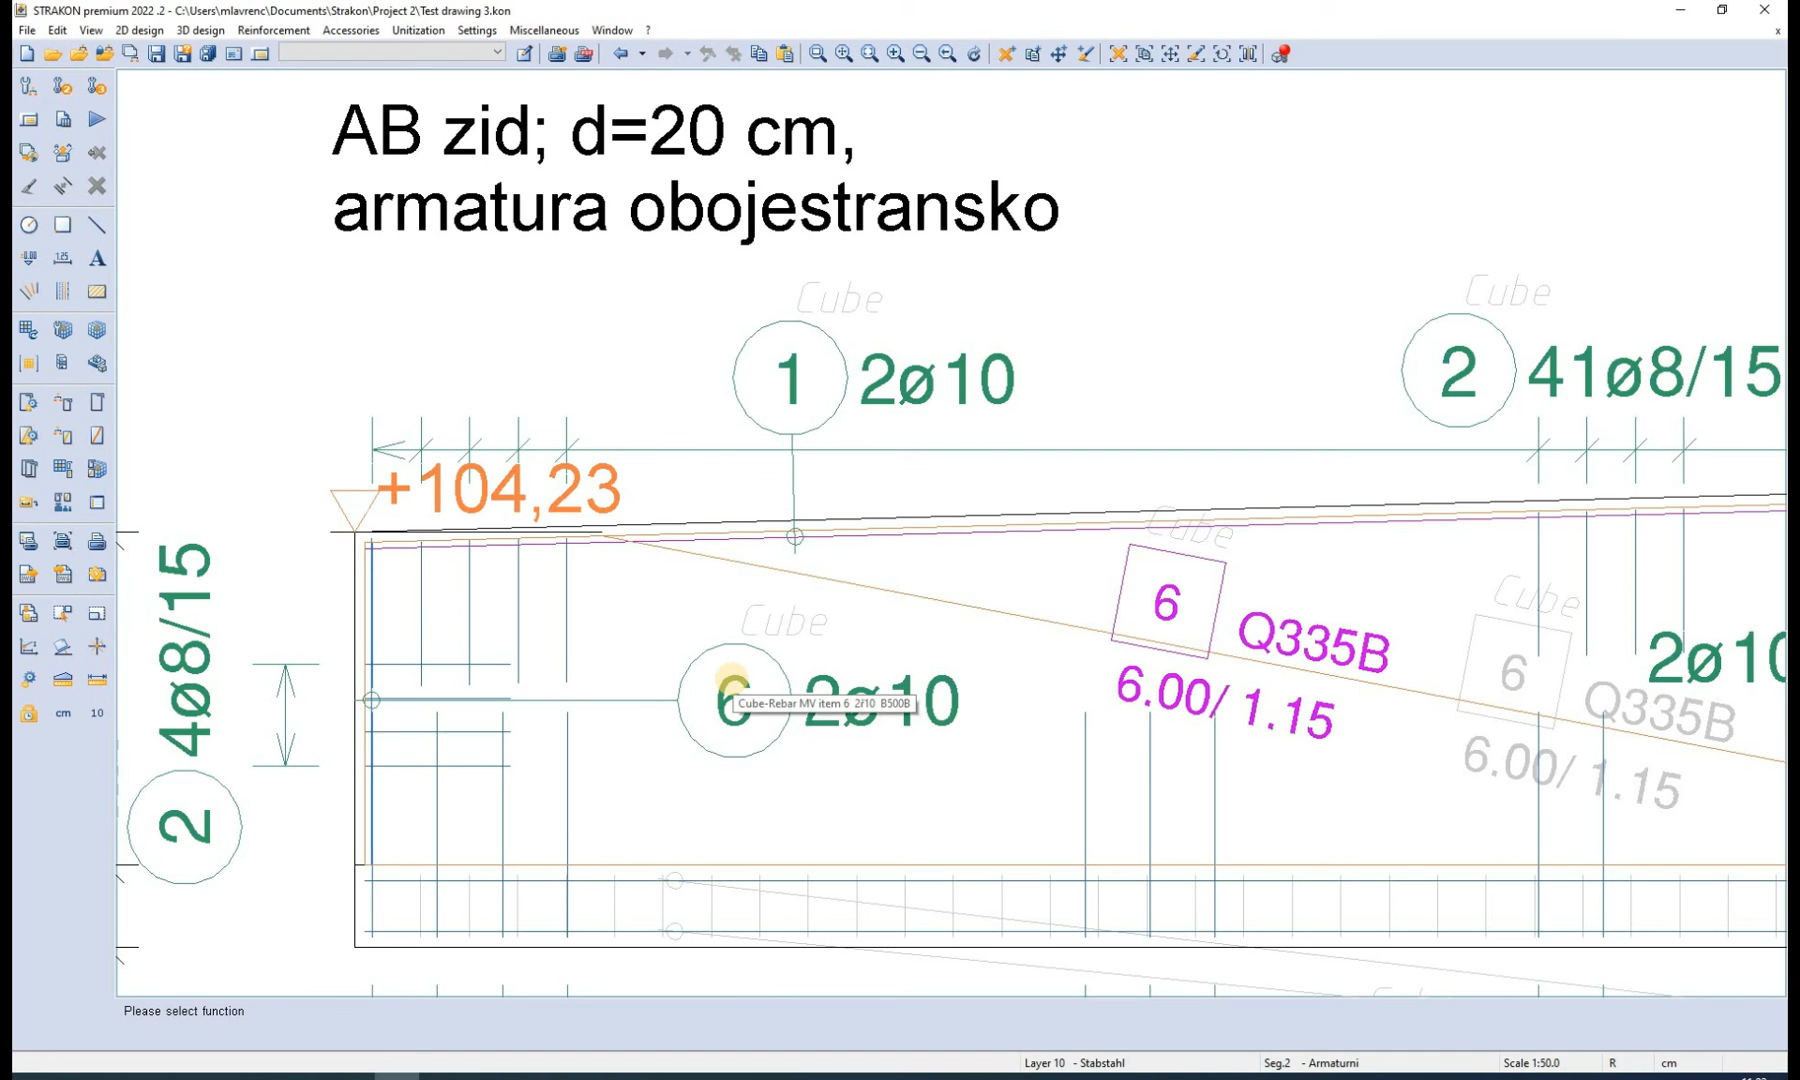 STRAKON premium 2022 .2 - C:\Users\mlavrenc\Documents\Strakon\Project 2\Test drawing 3.kon]
File Edit View 2D design 3D design Reinforcement Accessories Unitization Settings Miscellaneous Window ?
AB zid; d=20 cm,
armatura obojestransko
Cube
Cube
1 2ø10
2 41ø8/15
+104,23
Cube
6
Q335B
6.00/ 1.15
Cube
6
Q335B
6.00/ 1.15
2ø10
2 4ø8/15
Cube
6 2ø10
Cube-Rebar MV item 6 2ř10 B500B
cm 10
Please select function
Layer 10 - Stabstahl Seg.2 - Armaturni Scale 1:50.0 R cm